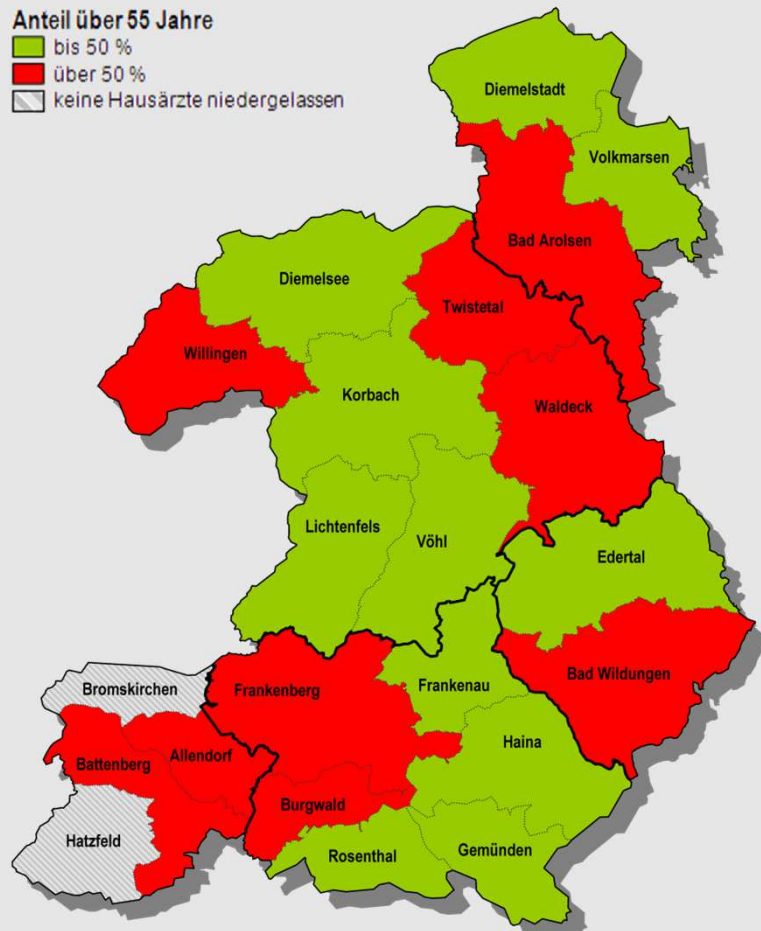 Anteil über 55 Jahre
bis 50 %
über 50 %
keine Hausärzte niedergelassen
Diemelstadt
Volkmarsen
Bad Arolsen
Diemelsee
Twistetal
Willingen
Korbach
Waldeck
Lichtenfels
Vöhl
Edertal
Bad Wildungen
Bromskirchen
Frankenberg
Frankenau
Haina
Battenberg
Allendorf
Burgwald
Hatzfeld
Rosenthal
Gemünden